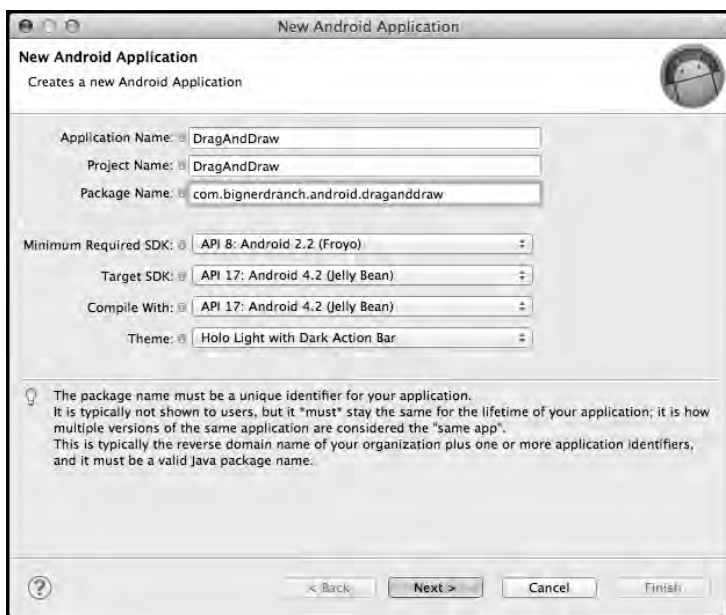 New Android Application
New Android Application
Creates a new Android Application
Application Name: DragAndDraw
Project Name: DragAndDraw
Package Name: com.bignerdranch.android.draganddraw
Minimum Required SDK: API 8: Android 2.2 (Froyo)
Target SDK: API 17: Android 4.2 (Jelly Bean)
Compile With: API 17: Android 4.2 (Jelly Bean)
Theme: Holo Light with Dark Action Bar
The package name must be a unique identifier for your application.
It is typically not shown to users, but it *must* stay the same for the lifetime of your application; it is how
multiple versions of the same application are considered the "same app".
This is typically the reverse domain name of your organization plus one or more application identifiers,
and it must be a valid Java package name.
?
< Back
Next >
Cancel
Finish